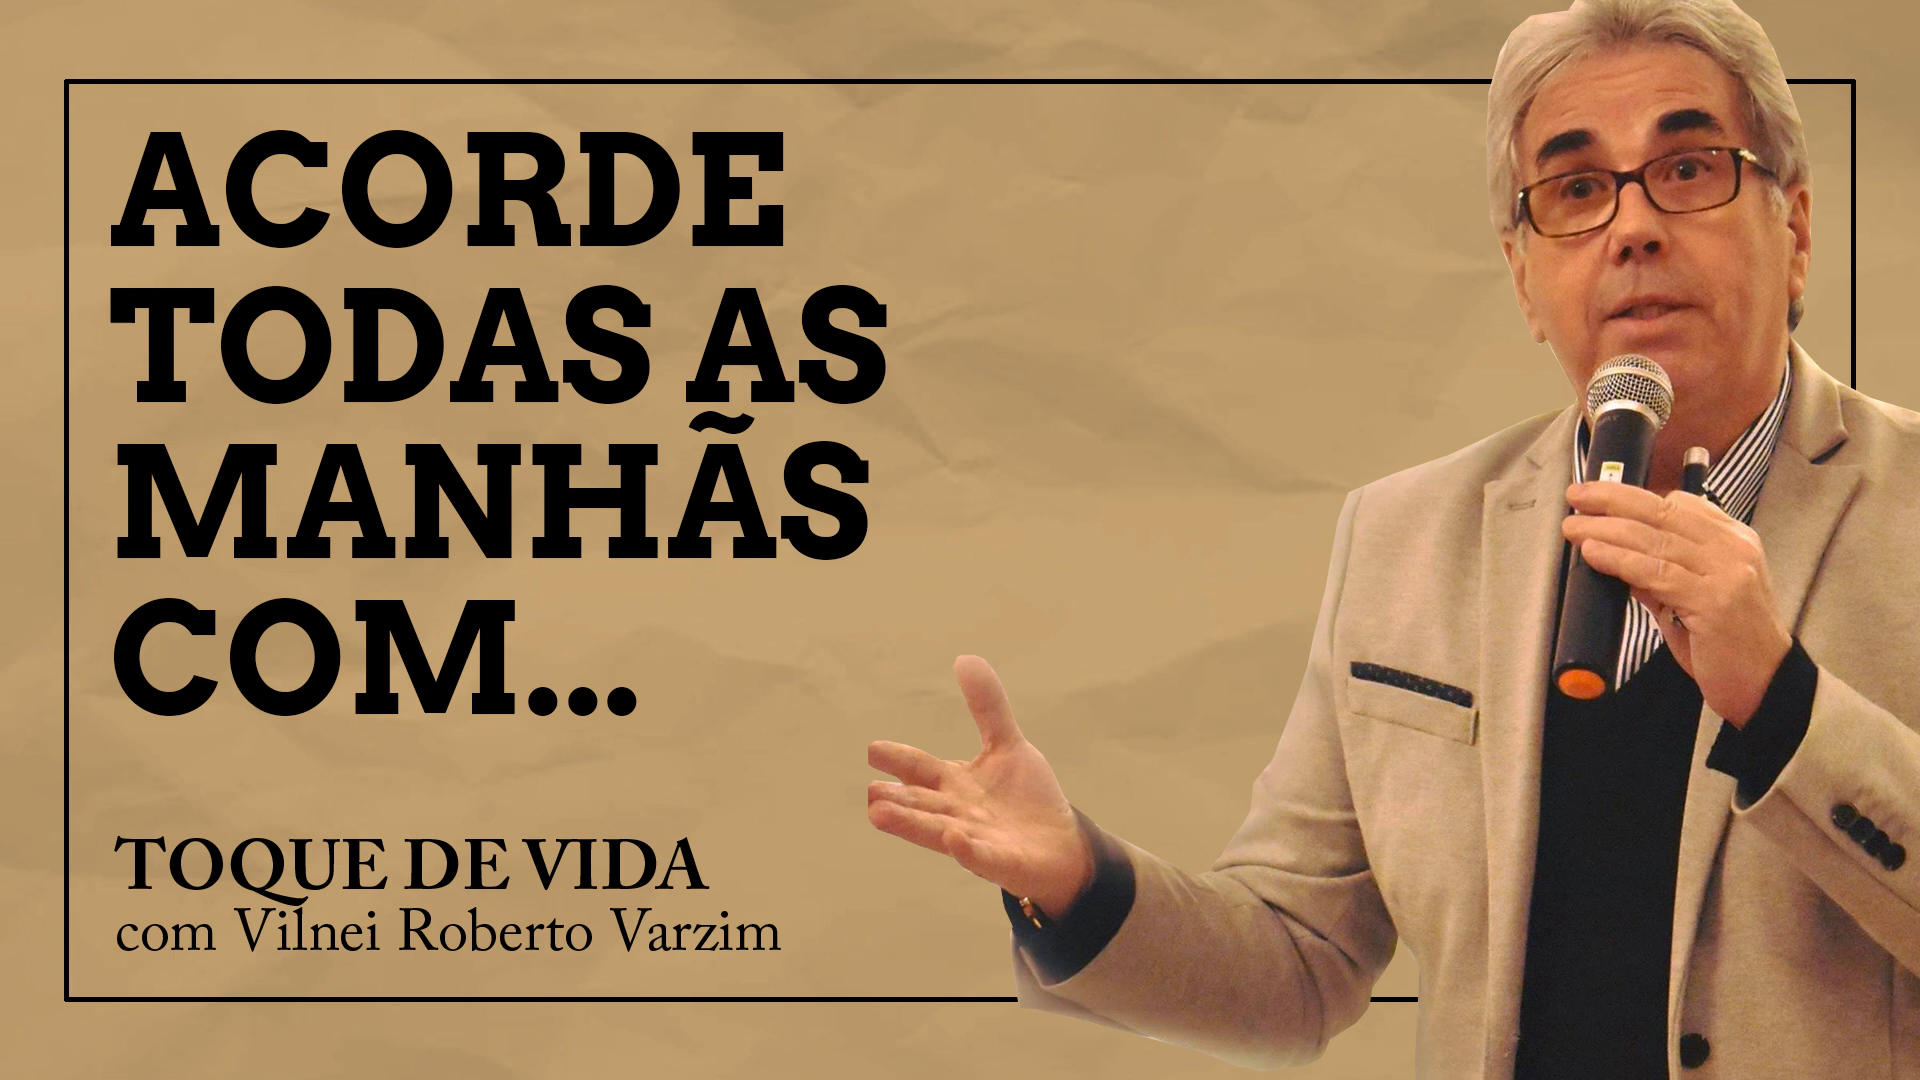 ACORDE
TODAS AS
MANHÃS
COM...
TOQUE DE VIDA
com Vilnei Roberto Varzim